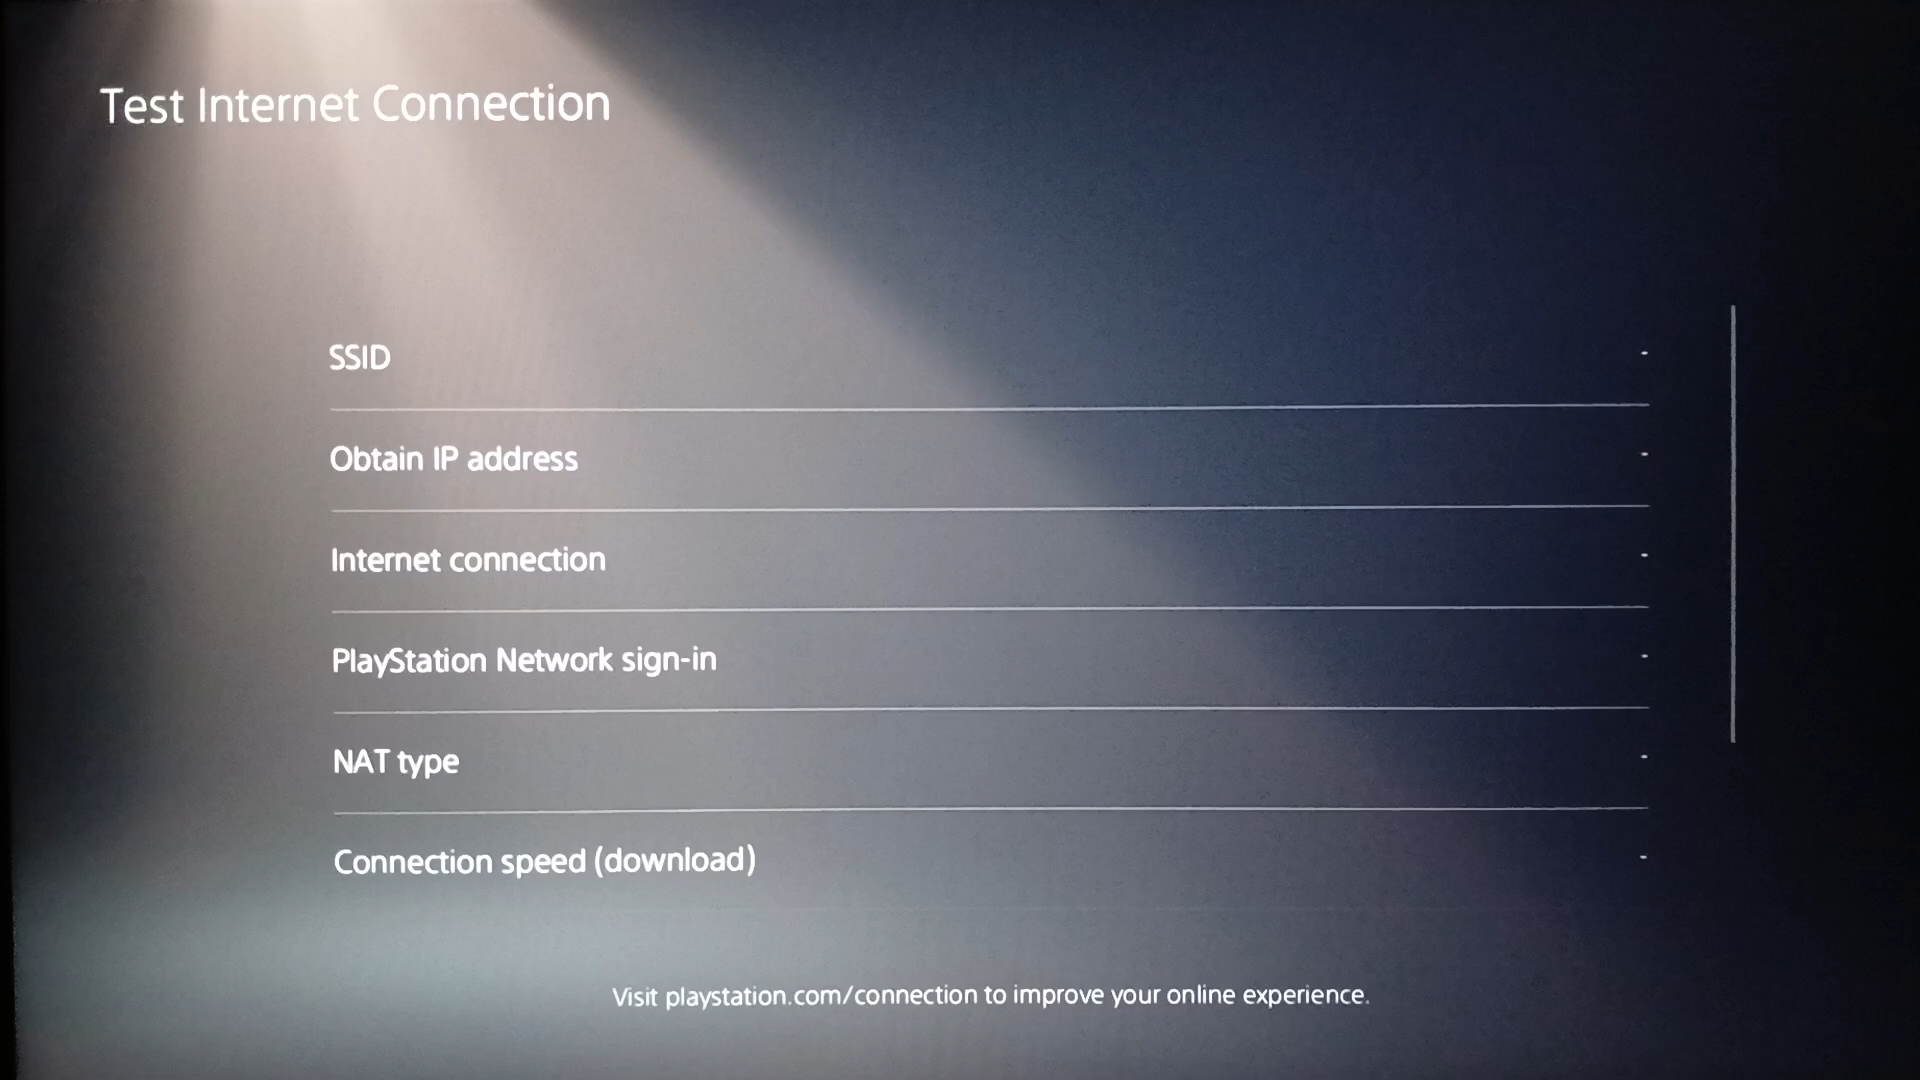 Test Internet Connection
SSID -
Obtain IP address -
Internet connection -
PlayStation Network sign-in -
NAT type -
Connection speed (download) -
Visit playstation.com/connection to improve your online experience.